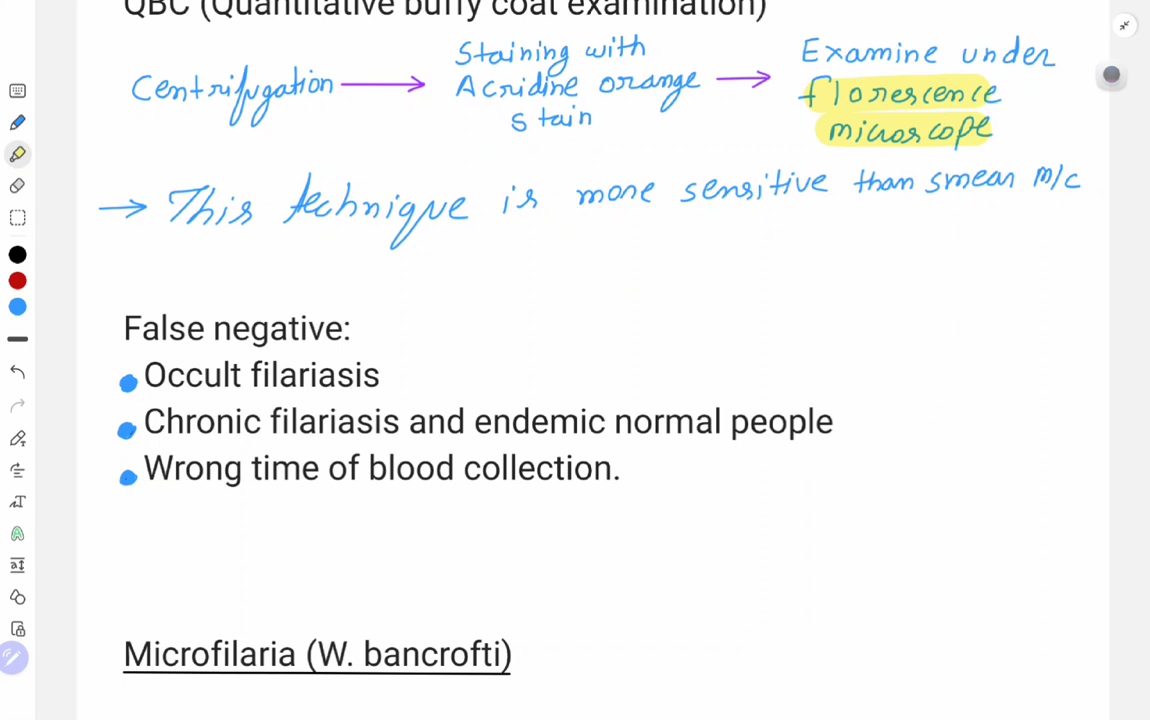 QBC (Quantitative buffy coat examination)
Centrifugation → Staining with Acridine orange stain → Examine under florescence microscope
→ This technique is more sensitive than smear m/c
False negative:
Occult filariasis
Chronic filariasis and endemic normal people
Wrong time of blood collection.
Microfilaria (W. bancrofti)